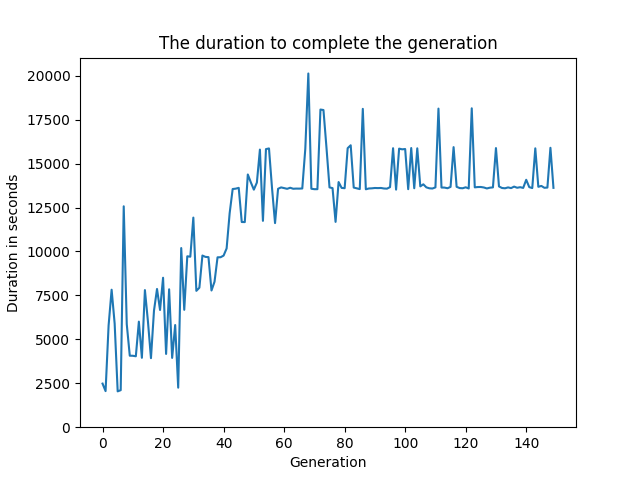 The duration to complete the generation
20000
17500
15000
12500
10000
7500
5000
2500
0
Duration in seconds
0 20 40 60 80 100 120 140
Generation